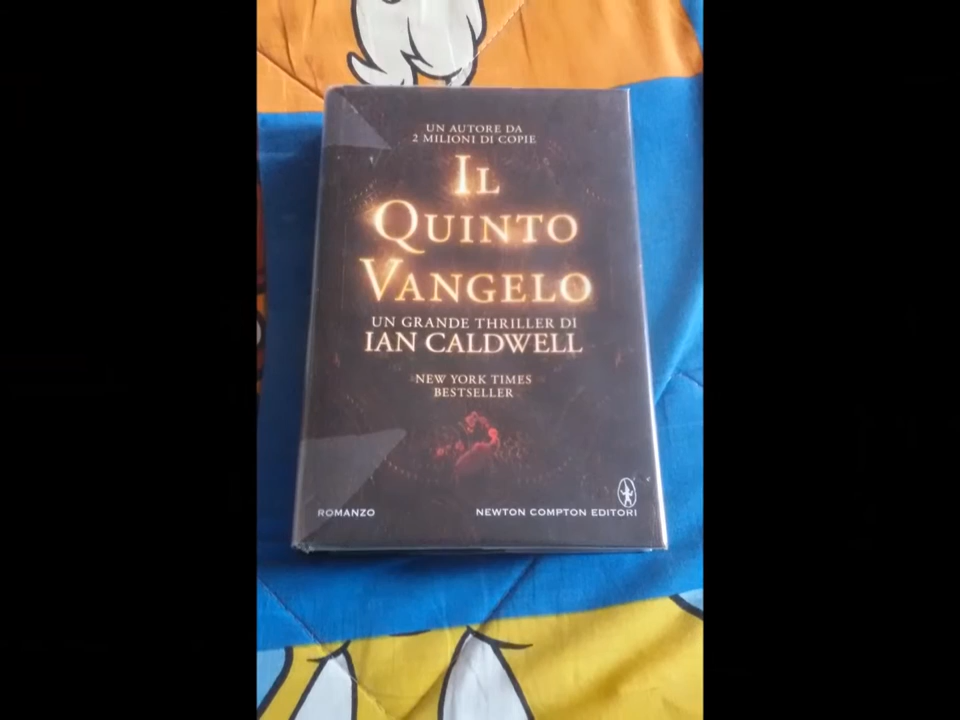 UN AUTORE DA
2 MILIONI DI COPIE
IL
QUINTO
VANGELO
UN GRANDE THRILLER DI
IAN CALDWELL
NEW YORK TIMES
BESTSELLER
ROMANZO
NEWTON COMPTON EDITORI